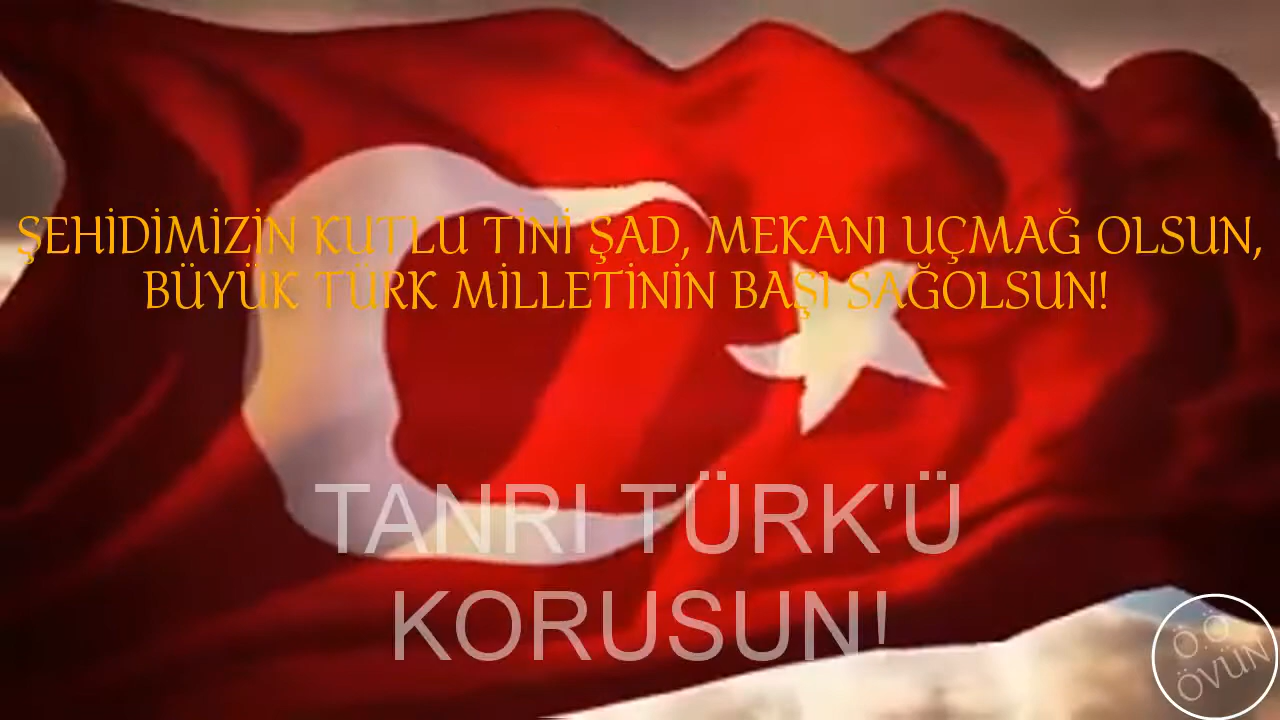 ŞEHİDİMİZİN KUTLU TİNİ ŞAD, MEKANI UÇMAĞ OLSUN,
BÜYÜK TÜRK MİLLETİNİN BAŞI SAĞOLSUN!
TANRI TÜRK'Ü
KORUSUN!
Ö.Ö
ÖVÜN